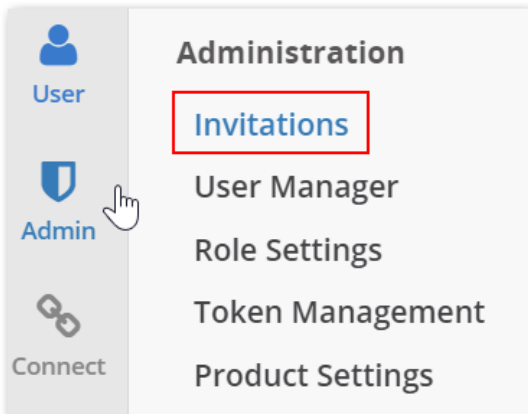 User
Admin
Connect
Administration
Invitations
User Manager
Role Settings
Token Management
Product Settings